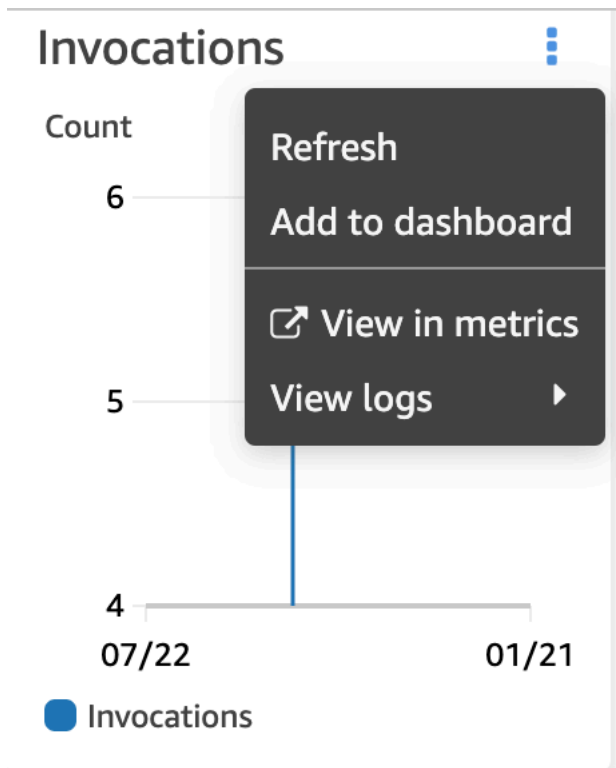 Invocations
Count
Refresh
Add to dashboard
View in metrics
View logs
6
5
4
07/22
01/21
Invocations